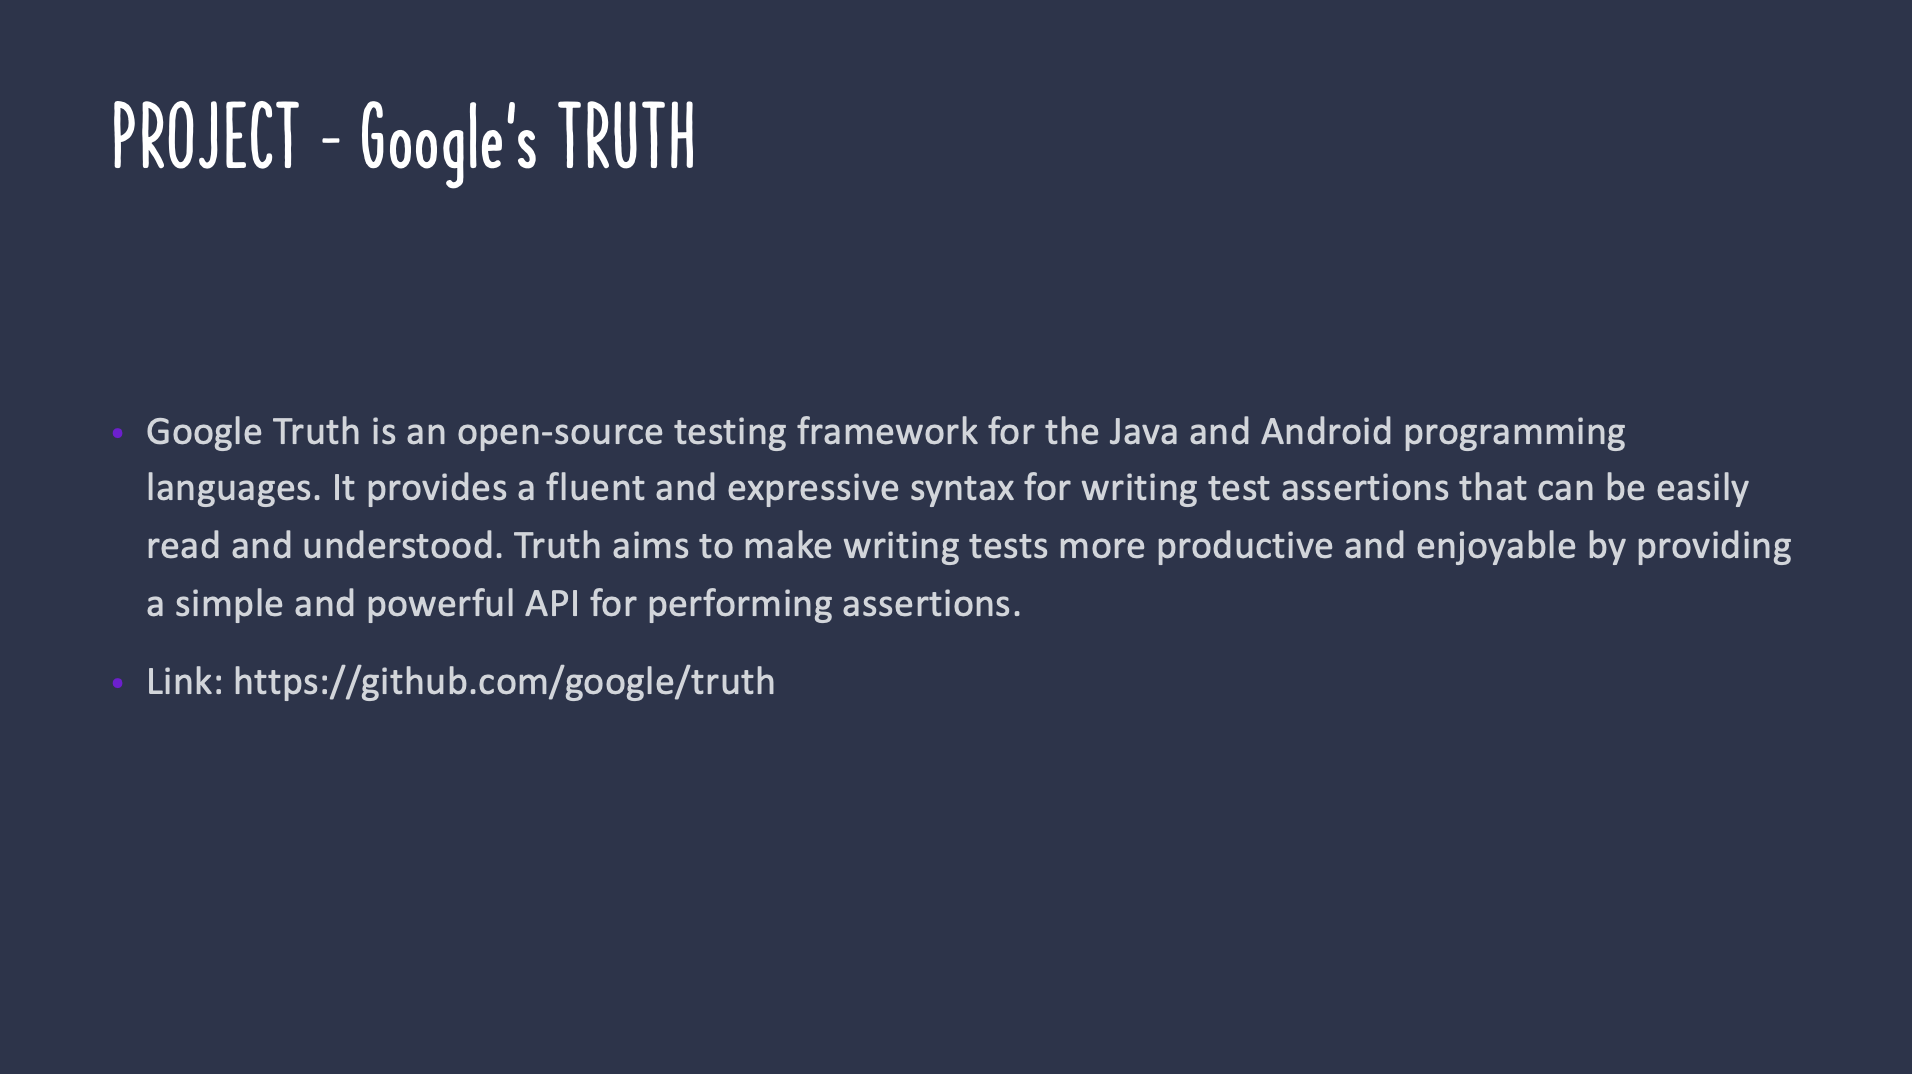 PROJECT - Google's TRUTH
• Google Truth is an open-source testing framework for the Java and Android programming
languages. It provides a fluent and expressive syntax for writing test assertions that can be easily
read and understood. Truth aims to make writing tests more productive and enjoyable by providing
a simple and powerful API for performing assertions.
• Link: https://github.com/google/truth